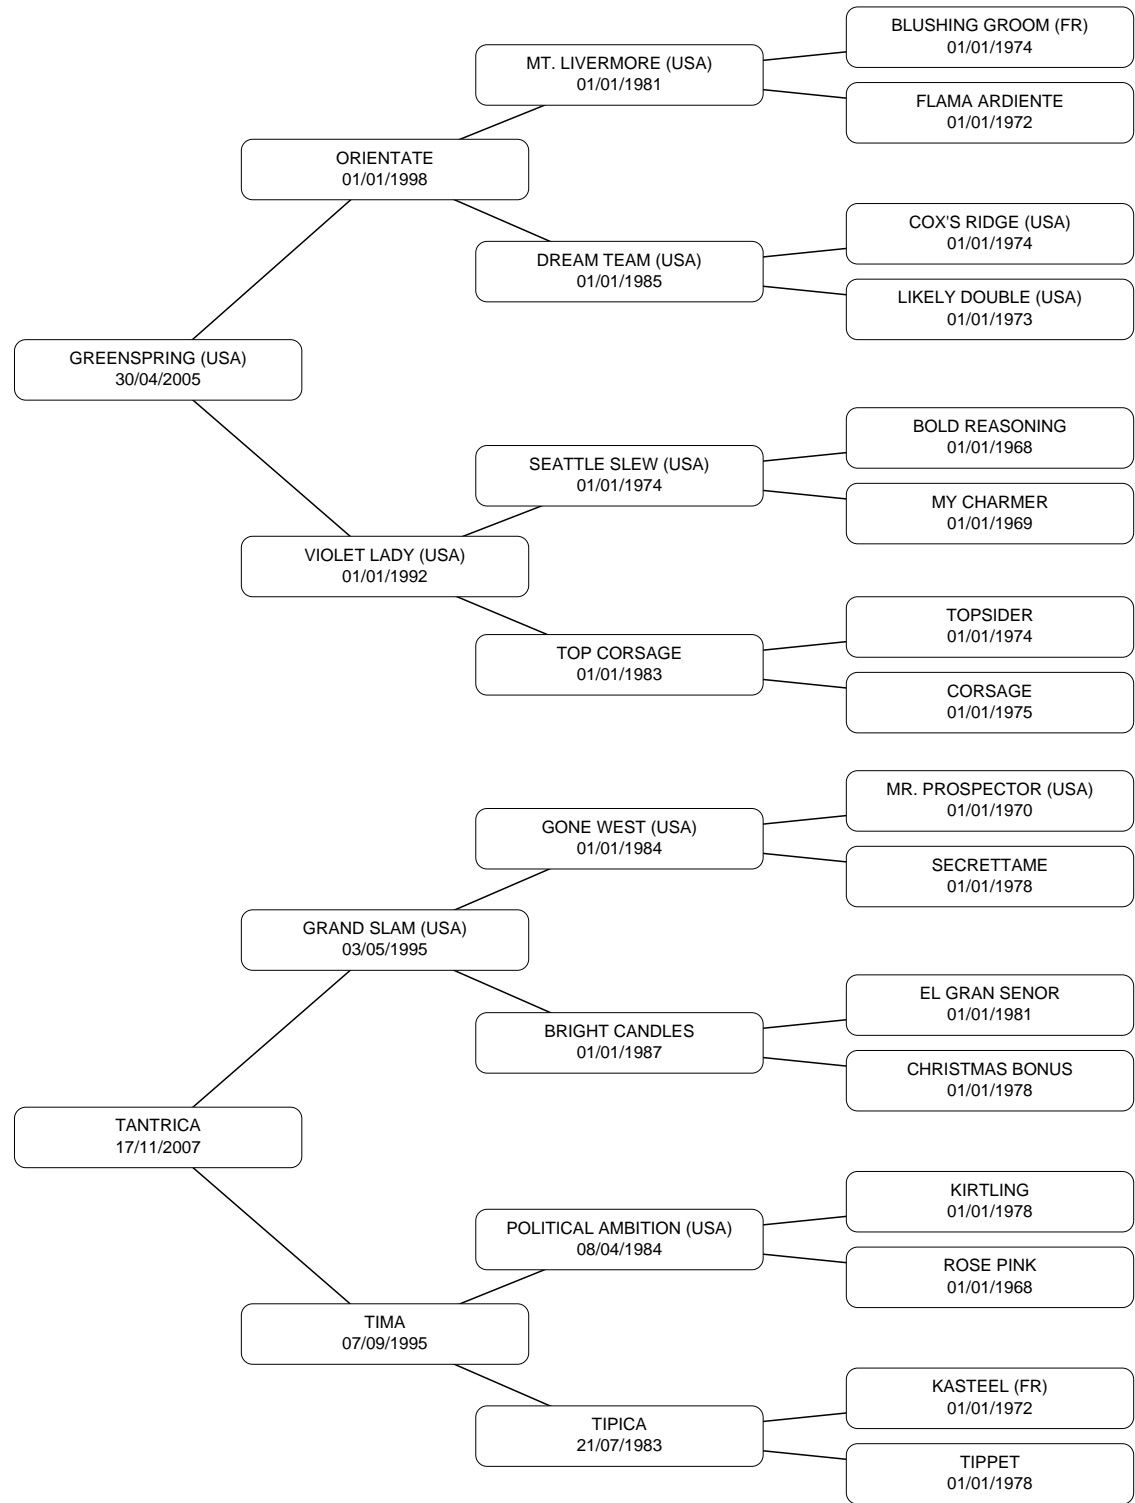 BLUSHING GROOM (FR)
01/01/1974
MT. LIVERMORE (USA)
01/01/1981
FLAMA ARDIENTE
01/01/1972
ORIENTATE
01/01/1998
COX'S RIDGE (USA)
01/01/1974
DREAM TEAM (USA)
01/01/1985
LIKELY DOUBLE (USA)
01/01/1973
GREENSPRING (USA)
30/04/2005
BOLD REASONING
01/01/1968
SEATTLE SLEW (USA)
01/01/1974
MY CHARMER
01/01/1969
VIOLET LADY (USA)
01/01/1992
TOPSIDER
01/01/1974
TOP CORSAGE
01/01/1983
CORSAGE
01/01/1975
MR. PROSPECTOR (USA)
01/01/1970
GONE WEST (USA)
01/01/1984
SECRETTAME
01/01/1978
GRAND SLAM (USA)
03/05/1995
EL GRAN SENOR
01/01/1981
BRIGHT CANDLES
01/01/1987
CHRISTMAS BONUS
01/01/1978
TANTRICA
17/11/2007
KIRTLING
01/01/1978
POLITICAL AMBITION (USA)
08/04/1984
ROSE PINK
01/01/1968
TIMA
07/09/1995
KASTEEL (FR)
01/01/1972
TIPICA
21/07/1983
TIPPET
01/01/1978